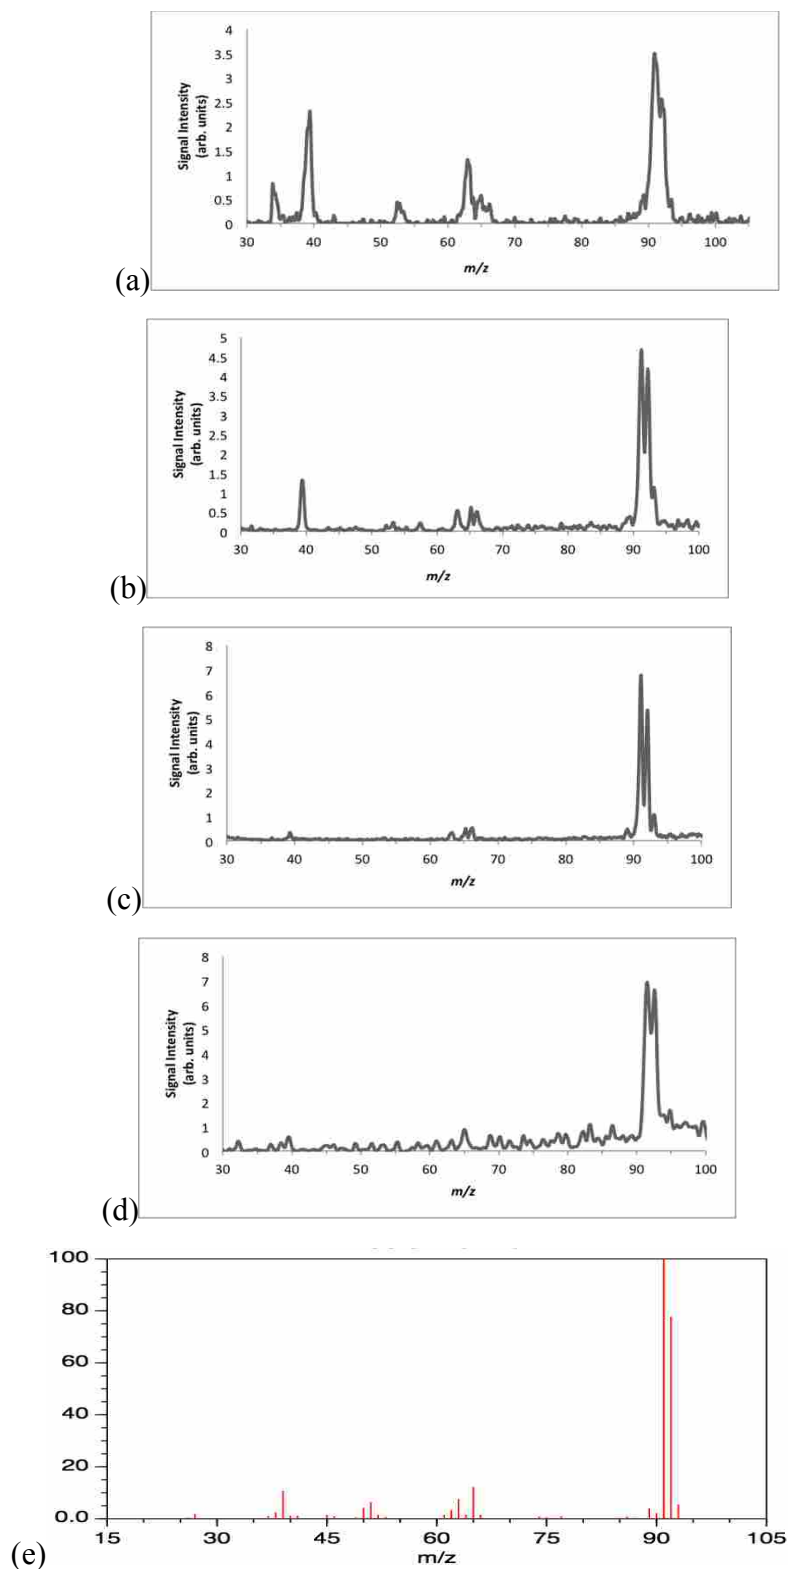 4
3.5
3
2.5
2
1.5
1
0.5
0
Signal Intensity
(arb. units)
30 40 50 60 70 80 90 100
m/z
(a)
5
4.5
4
3.5
3
2.5
2
1.5
1
0.5
0
Signal Intensity
(arb. units)
30 40 50 60 70 80 90 100
m/z
(b)
8
7
6
5
4
3
2
1
0
Signal Intensity
(arb. units)
30 40 50 60 70 80 90 100
m/z
(c)
8
7
6
5
4
3
2
1
0
Signal Intensity
(arb. units)
30 40 50 60 70 80 90 100
m/z
(d)
100
80
60
40
20
0.0
15 30 45 60 75 90 105
m/z
(e)